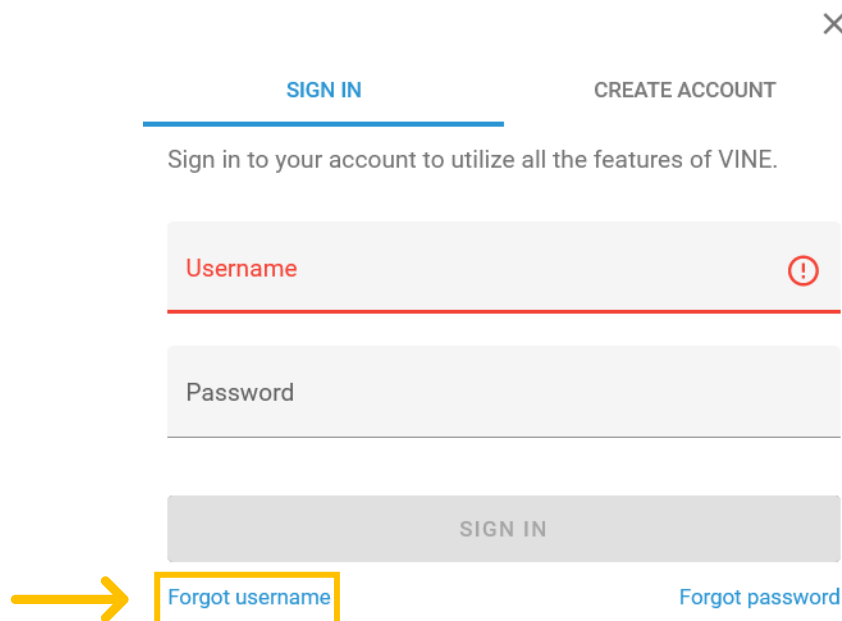 SIGN IN CREATE ACCOUNT
Sign in to your account to utilize all the features of VINE.
Username
Password
SIGN IN
Forgot username Forgot password